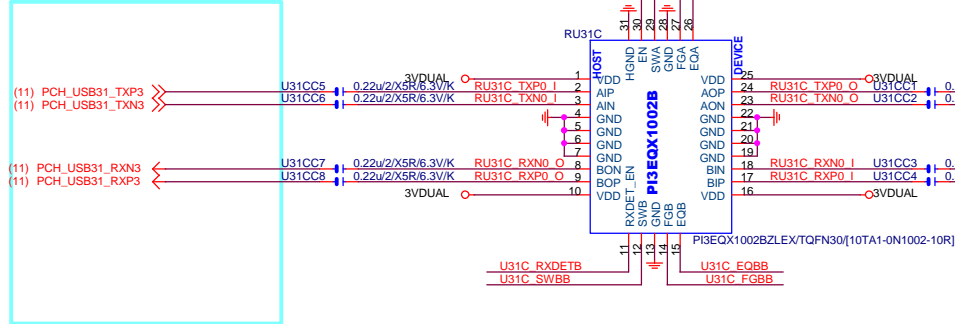 31 30 29 28 27 26
RU31C
HGND EN SWA GND FGA EQA
HOST DEVICE
3VDUAL 1 VDD VDD 25 3VDUAL
(11) PCH_USB31_TXP3 U31CC5 0.22u/2/X5R/6.3V/K RU31C_TXP0_I 2 AIP AOP 24 RU31C_TXP0_O U31CC1 0.
(11) PCH_USB31_TXN3 U31CC6 0.22u/2/X5R/6.3V/K RU31C_TXN0_I 3 AIN AON 23 RU31C_TXN0_O U31CC2 0.
4 GND GND 22
5 GND GND 21
6 GND GND 20
7 GND GND 19
PI3EQX1002B
(11) PCH_USB31_RXN3 U31CC7 0.22u/2/X5R/6.3V/K RU31C_RXN0_O 8 BON BIN 18 RU31C_RXN0_I U31CC3 0.
(11) PCH_USB31_RXP3 U31CC8 0.22u/2/X5R/6.3V/K RU31C_RXP0_O 9 BOP BIP 17 RU31C_RXP0_I U31CC4 0.
3VDUAL 10 VDD VDD 16 3VDUAL
RXDET_EN SWB GND FGB EQB
11 12 13 14 15
PI3EQX1002BZLEX/TQFN30/[10TA1-0N1002-10R]
U31C_RXDETB U31C_EQBB
U31C_SWBB U31C_FGBB